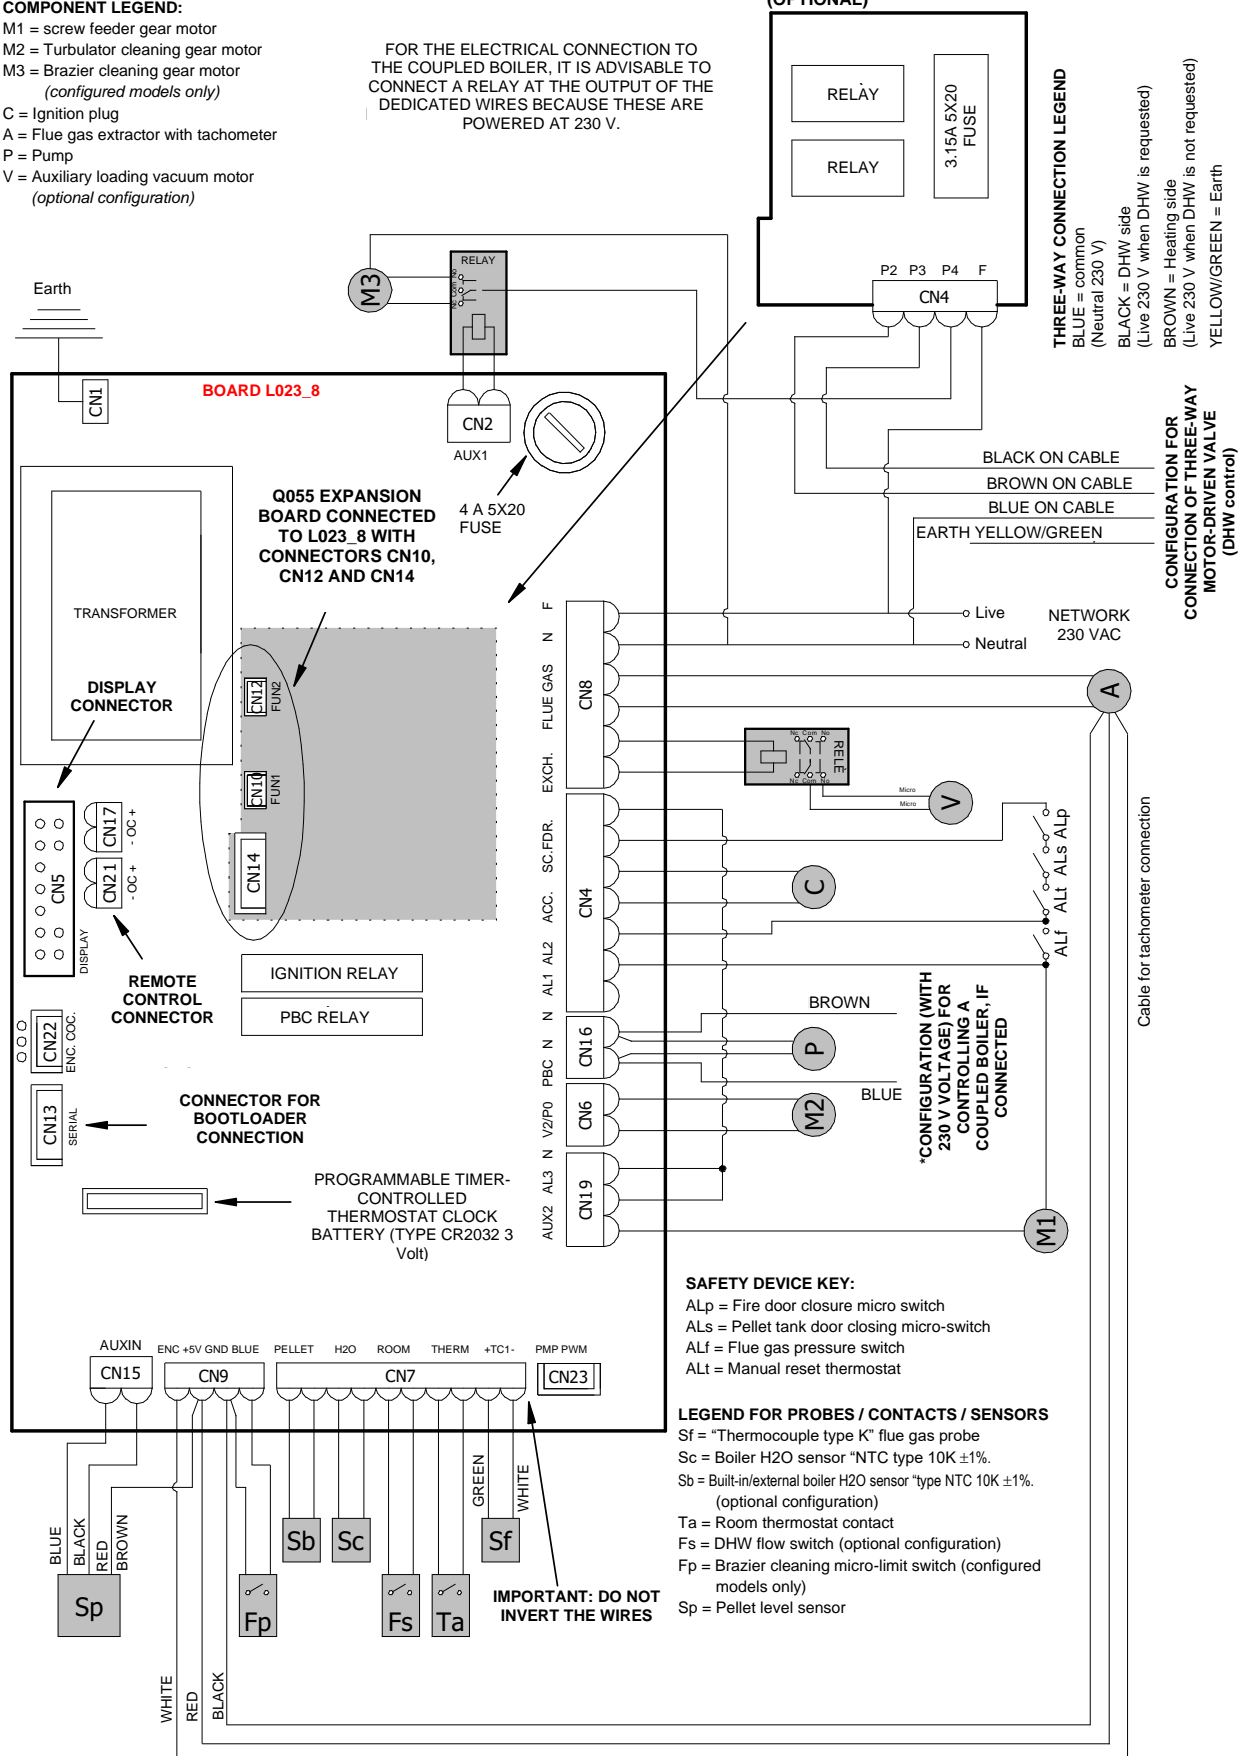 COMPONENT LEGEND:
M1 = screw feeder gear motor
M2 = Turbulator cleaning gear motor
M3 = Brazier cleaning gear motor
(configured models only)
C = Ignition plug
A = Flue gas extractor with tachometer
P = Pump
V = Auxiliary loading vacuum motor
(optional configuration)
FOR THE ELECTRICAL CONNECTION TO
THE COUPLED BOILER, IT IS ADVISABLE TO
CONNECT A RELAY AT THE OUTPUT OF THE
DEDICATED WIRES BECAUSE THESE ARE
POWERED AT 230 V.
(OPTIONAL)
RELAY
RELAY
3.15A 5X20
FUSE
P2 P3 P4 F
CN4
THREE-WAY CONNECTION LEGEND
BLUE = common
(Neutral 230 V)
BLACK = DHW side
(Live 230 V when DHW is requested)
BROWN = Heating side
(Live 230 V when DHW is not requested)
YELLOW/GREEN = Earth
Earth
CN1
BOARD L023_8
M3
RELAY
Nc Com No
CN2
AUX1
4 A 5X20
FUSE
Q055 EXPANSION
BOARD CONNECTED
TO L023_8 WITH
CONNECTORS CN10,
CN12 AND CN14
TRANSFORMER
BLACK ON CABLE
BROWN ON CABLE
BLUE ON CABLE
EARTH YELLOW/GREEN
CONFIGURATION FOR
CONNECTION OF THREE-WAY
MOTOR-DRIVEN VALVE
(DHW control)
Live
Neutral
NETWORK
230 VAC
DISPLAY
CONNECTOR
CN12
FUN2
CN10
FUN1
CN14
F
N
FLUE GAS
EXCH.
CN8
A
Nc Com No
RELÈ
Nc Com No
Micro
Micro
V
CN17
- OC +
CN21
- OC +
CN5
DISPLAY
SC.FDR.
ACC.
AL2
AL1
CN4
C
ALp
ALs
ALt
ALf
Cable for tachometer connection
REMOTE
CONTROL
CONNECTOR
IGNITION RELAY
PBC RELAY
CN22
ENC. COC.
CN13
SERIAL
CONNECTOR FOR
BOOTLOADER
CONNECTION
N
N
PBC
CN16
BROWN
P
BLUE
V2/P0
N
CN6
M2
*CONFIGURATION (WITH
230 V VOLTAGE) FOR
CONTROLLING A
COUPLED BOILER, IF
CONNECTED
AL3
AUX2
CN19
M1
PROGRAMMABLE TIMER-
CONTROLLED
THERMOSTAT CLOCK
BATTERY (TYPE CR2032 3
Volt)
SAFETY DEVICE KEY:
ALp = Fire door closure micro switch
ALs = Pellet tank door closing micro-switch
ALf = Flue gas pressure switch
ALt = Manual reset thermostat
AUXIN
CN15
ENC +5V GND BLUE
CN9
PELLET H2O ROOM THERM +TC1-
CN7
PMP PWM
CN23
LEGEND FOR PROBES / CONTACTS / SENSORS
Sf = “Thermocouple type K” flue gas probe
Sc = Boiler H2O sensor “NTC type 10K ±1%.
Sb = Built-in/external boiler H2O sensor “type NTC 10K ±1%.
(optional configuration)
Ta = Room thermostat contact
Fs = DHW flow switch (optional configuration)
Fp = Brazier cleaning micro-limit switch (configured
models only)
Sp = Pellet level sensor
BLUE
BLACK
RED
BROWN
GREEN
WHITE
Sb
Sc
Sf
Sp
Fp
Fs
Ta
IMPORTANT: DO NOT
INVERT THE WIRES
WHITE
RED
BLACK